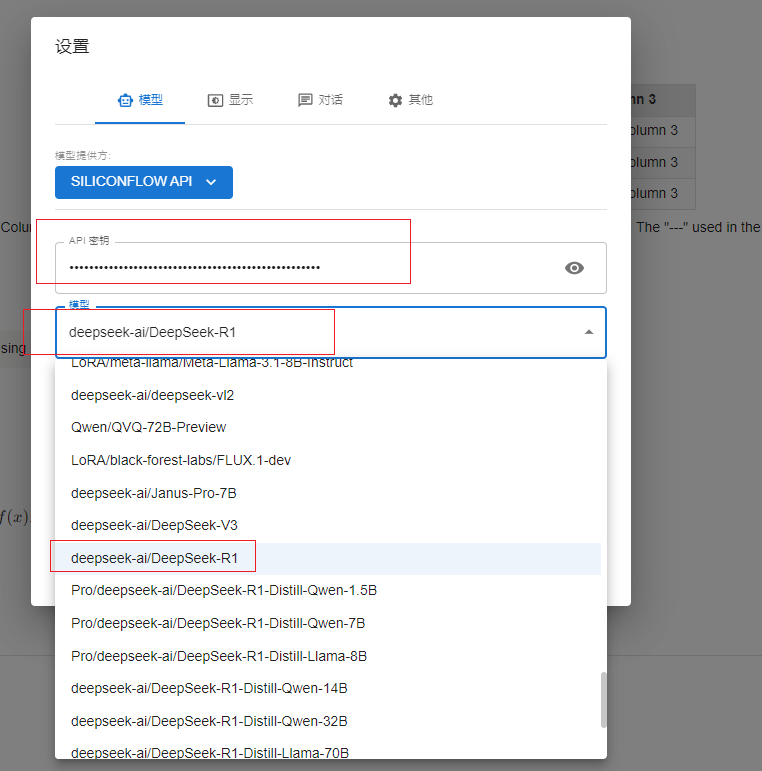 设置
模型
显示
对话
其他
模型提供方:
SILICONFLOW API
API 密钥
••••••••••••••••••••••••••••••••••••••••••••••••••
模型
deepseek-ai/DeepSeek-R1
LoRA/meta-llama/Meta-Llama-3.1-8B-Instruct
deepseek-ai/deepseek-vl2
Qwen/QVQ-72B-Preview
LoRA/black-forest-labs/FLUX.1-dev
deepseek-ai/Janus-Pro-7B
deepseek-ai/DeepSeek-V3
deepseek-ai/DeepSeek-R1
Pro/deepseek-ai/DeepSeek-R1-Distill-Qwen-1.5B
Pro/deepseek-ai/DeepSeek-R1-Distill-Qwen-7B
Pro/deepseek-ai/DeepSeek-R1-Distill-Llama-8B
deepseek-ai/DeepSeek-R1-Distill-Qwen-14B
deepseek-ai/DeepSeek-R1-Distill-Qwen-32B
deepseek-ai/DeepSeek-R1-Distill-Llama-70B
mn 3
olumn 3
olumn 3
olumn 3
Colum
The "---" used in the
sing
f(x).